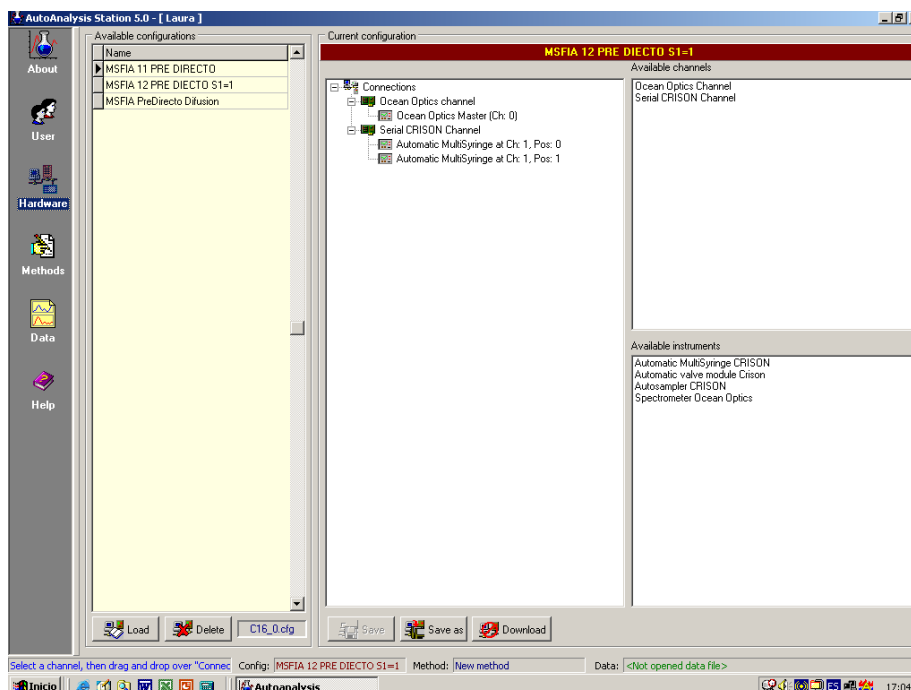 AutoAnalysis Station 5.0 - [ Laura ]
About
User
Hardware
Methods
Data
Help
Available configurations
Name
MSFIA 11 PRE DIRECTO
MSFIA 12 PRE DIECTO S1=1
MSFIA PreDirecto Difusion
Load
Delete
C16_0.cfg
Current configuration
MSFIA 12 PRE DIECTO S1=1
Connections
Ocean Optics channel
Ocean Optics Master (Ch: 0)
Serial CRISON Channel
Automatic MultiSyringe at Ch: 1, Pos: 0
Automatic MultiSyringe at Ch: 1, Pos: 1
Available channels
Ocean Optics Channel
Serial CRISON Channel
Available instruments
Automatic MultiSyringe CRISON
Automatic valve module Crison
Autosampler CRISON
Spectrometer Ocean Optics
Save
Save as
Download
Select a channel, then drag and drop over "Connec
Config: MSFIA 12 PRE DIECTO S1=1
Method: New method
Data: <Not opened data file>
Inicio
Autoanalysis
ES
17:04